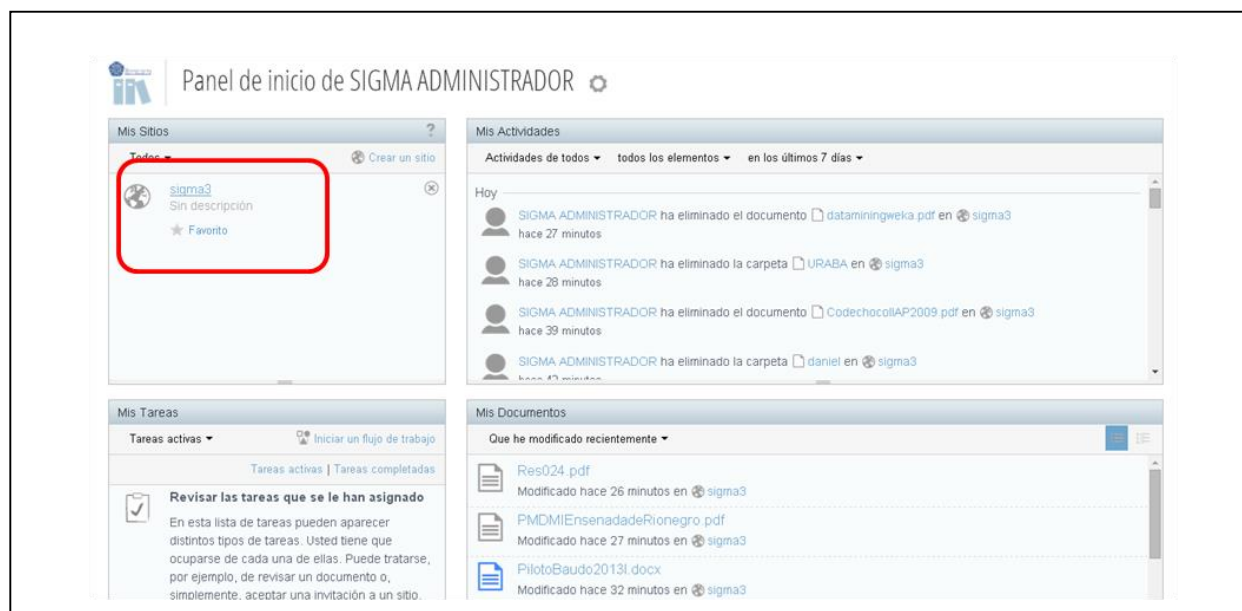 Panel de inicio de SIGMA ADMINISTRADOR
Mis Sitios ?
Todos Crear un sitio
sigma3
Sin descripción
Favorito
Mis Actividades
Actividades de todos todos los elementos en los últimos 7 días
Hoy
SIGMA ADMINISTRADOR ha eliminado el documento dataminingweka.pdf en sigma3
hace 27 minutos
SIGMA ADMINISTRADOR ha eliminado la carpeta URABA en sigma3
hace 28 minutos
SIGMA ADMINISTRADOR ha eliminado el documento CodechocoIIAP2009.pdf en sigma3
hace 39 minutos
SIGMA ADMINISTRADOR ha eliminado la carpeta daniel en sigma3
hace 42 minutos
Mis Tareas
Tareas activas Iniciar un flujo de trabajo
Tareas activas | Tareas completadas
Revisar las tareas que se le han asignado
En esta lista de tareas pueden aparecer
distintos tipos de tareas. Usted tiene que
ocuparse de cada una de ellas. Puede tratarse,
por ejemplo, de revisar un documento o,
simplemente, aceptar una invitación a un sitio.
Mis Documentos
Que he modificado recientemente
Res024.pdf
Modificado hace 26 minutos en sigma3
PMDMIEnsenadadeRionegro.pdf
Modificado hace 27 minutos en sigma3
PilotoBaudo2013I.docx
Modificado hace 32 minutos en sigma3